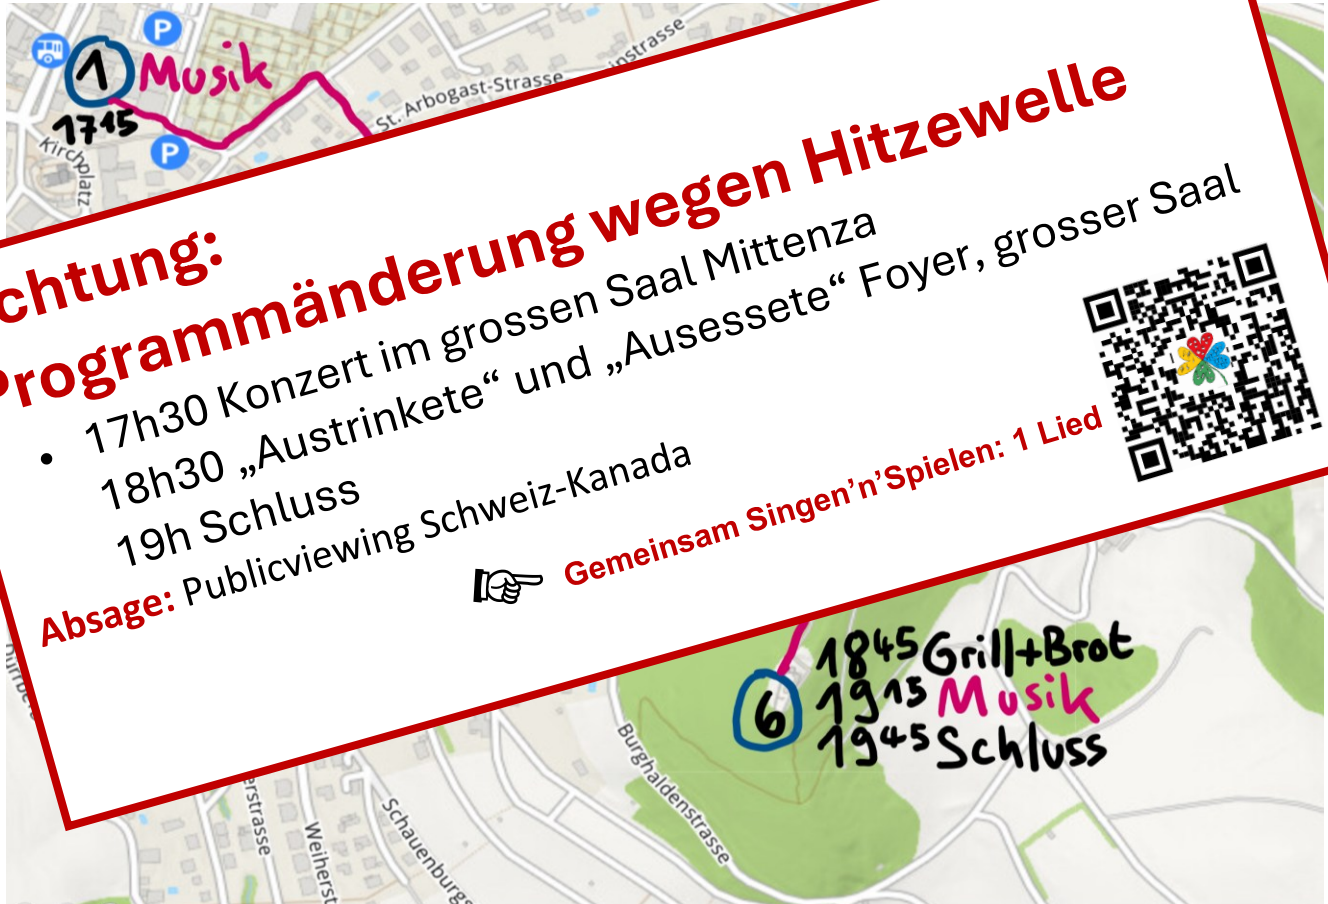 P
1 Musik
17¹⁵
P
Kirchplatz
St. Arbogast-Strasse
nstrasse
chtung:
Programmänderung wegen Hitzewelle
• 17h30 Konzert im grossen Saal Mittenza
18h30 „Austrinkete“ und „Ausessete“ Foyer, grosser Saal
19h Schluss
Absage: Publicviewing Schweiz-Kanada
Gemeinsam Singen’n’Spielen: 1 Lied
6
18⁴⁵ Grill+Brot
19¹⁵ Musik
19⁴⁵ Schluss
Burghaldenstrasse
erstrasse
Weiherst
Schauenburgs